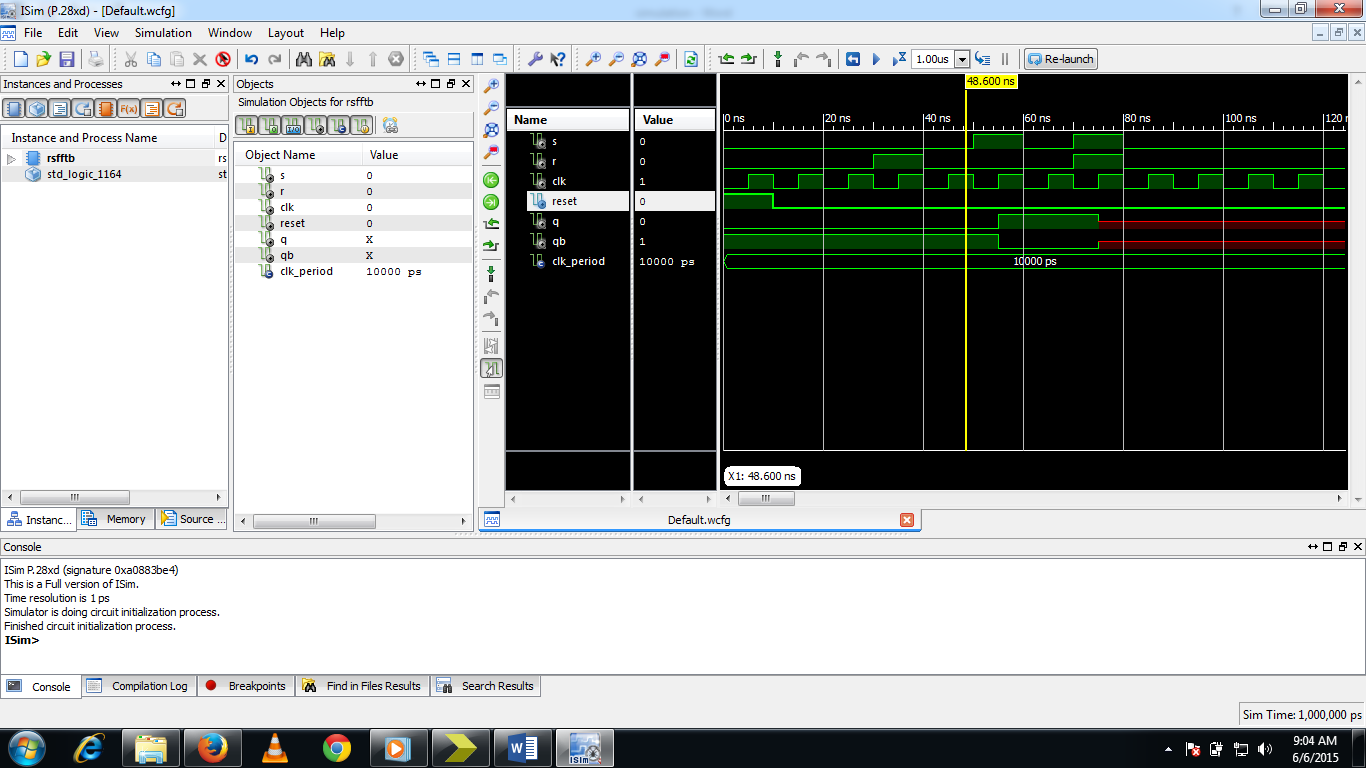 ISim (P.28xd) - [Default.wcfg]
File Edit View Simulation Window Layout Help
1.00us Re-launch
Instances and Processes
Instance and Process Name D
rsfftb rs
std_logic_1164 st
Instanc... Memory Source ...
Objects
Simulation Objects for rsfftb
Object Name Value
s 0
r 0
clk 0
reset 0
q X
qb X
clk_period 10000 ps
48.600 ns
Name Value
0 ns 20 ns 40 ns 60 ns 80 ns 100 ns 120 n
s 0
r 0
clk 1
reset 0
q 0
qb 1
clk_period 10000 ps 10000 ps
X1: 48.600 ns
Default.wcfg
Console
ISim P.28xd (signature 0xa0883be4)
This is a Full version of ISim.
Time resolution is 1 ps
Simulator is doing circuit initialization process.
Finished circuit initialization process.
ISim>
Console Compilation Log Breakpoints Find in Files Results Search Results
Sim Time: 1,000,000 ps
ISim
9:04 AM
6/6/2015